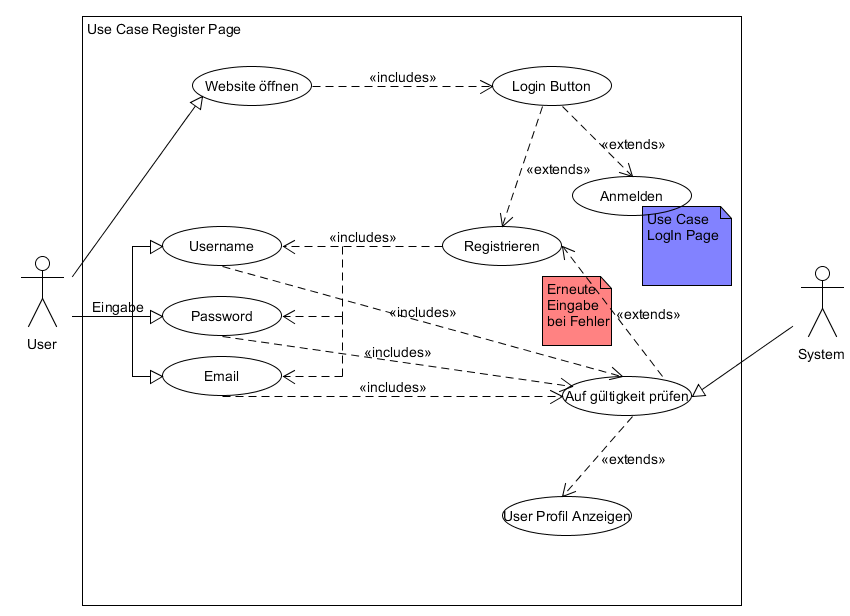 Use Case Register Page
Website öffnen
«includes»
Login Button
«extends»
«extends»
Anmelden
Use Case
LogIn Page
Username
«includes»
Registrieren
Erneute
Eingabe
bei Fehler
«extends»
Eingabe
Password
«includes»
User
System
«includes»
Email
«includes»
Auf gültigkeit prüfen
«extends»
User Profil Anzeigen